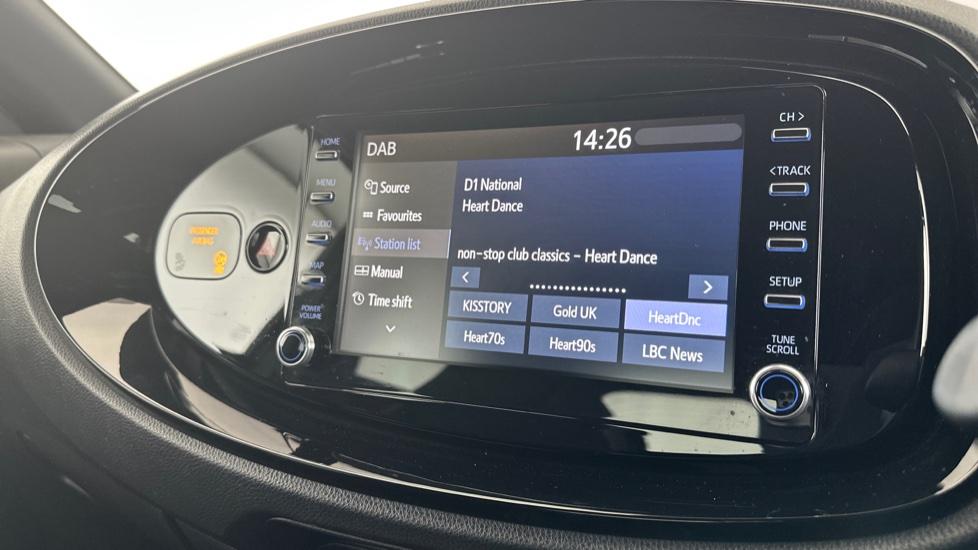 DAB
14:26
Source
Favourites
Station list
Manual
Time shift
D1 National
Heart Dance
non-stop club classics – Heart Dance
<
>
KISSTORY
Gold UK
HeartDnc
Heart70s
Heart90s
LBC News
HOME
MENU
AUDIO
MAP
POWER
VOLUME
CH >
< TRACK
PHONE
SETUP
TUNE
SCROLL
PASSENGER
AIRBAG